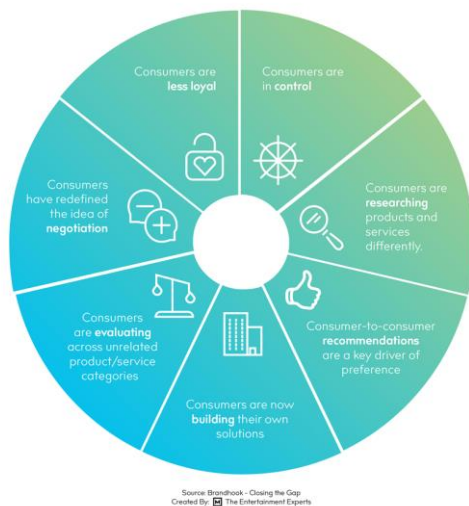 Consumers are
less loyal
Consumers are
in control
Consumers
have redefined
the idea of
negotiation
Consumers are
researching
products and
services
differently.
Consumers
are evaluating
across unrelated
product/service
categories
Consumer-to-consumer
recommendations
are a key driver of
preference
Consumers are now
building their own
solutions
Source: Brandhook - Closing the Gap
Created By: M The Entertainment Experts